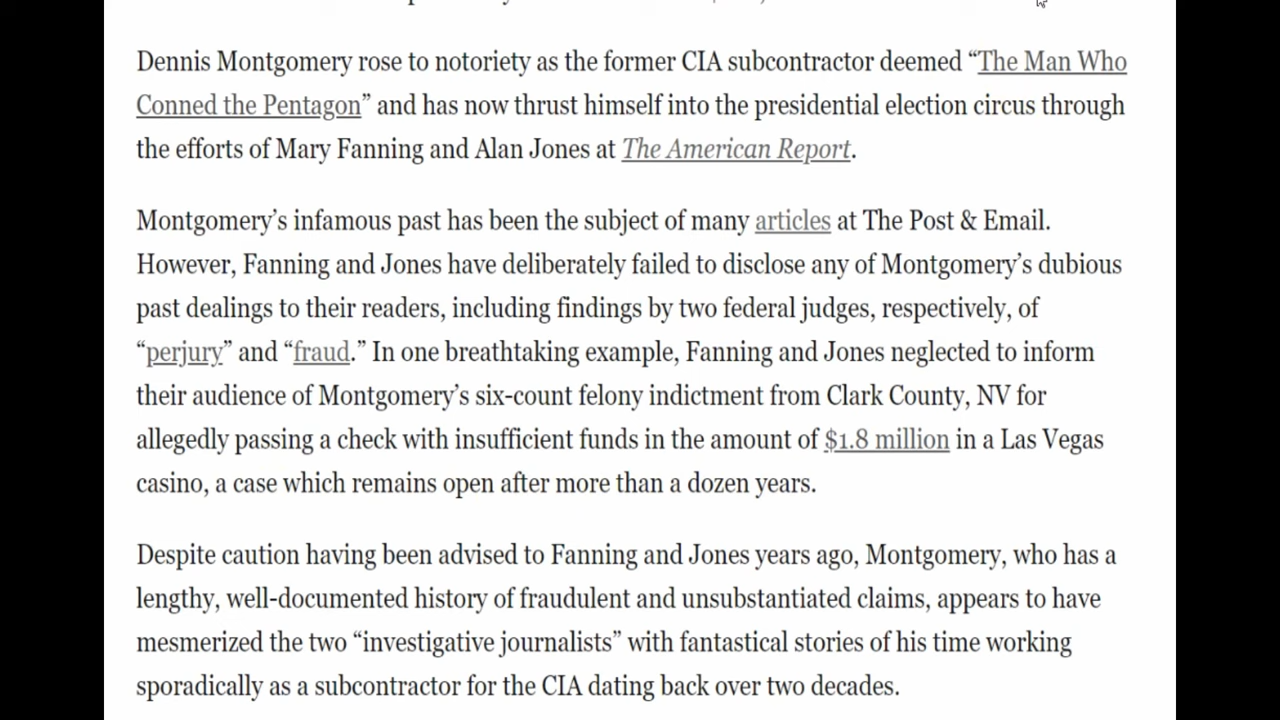 Dennis Montgomery rose to notoriety as the former CIA subcontractor deemed “The Man Who
Conned the Pentagon” and has now thrust himself into the presidential election circus through
the efforts of Mary Fanning and Alan Jones at The American Report.
Montgomery’s infamous past has been the subject of many articles at The Post & Email.
However, Fanning and Jones have deliberately failed to disclose any of Montgomery’s dubious
past dealings to their readers, including findings by two federal judges, respectively, of
“perjury” and “fraud.” In one breathtaking example, Fanning and Jones neglected to inform
their audience of Montgomery’s six-count felony indictment from Clark County, NV for
allegedly passing a check with insufficient funds in the amount of $1.8 million in a Las Vegas
casino, a case which remains open after more than a dozen years.
Despite caution having been advised to Fanning and Jones years ago, Montgomery, who has a
lengthy, well-documented history of fraudulent and unsubstantiated claims, appears to have
mesmerized the two “investigative journalists” with fantastical stories of his time working
sporadically as a subcontractor for the CIA dating back over two decades.